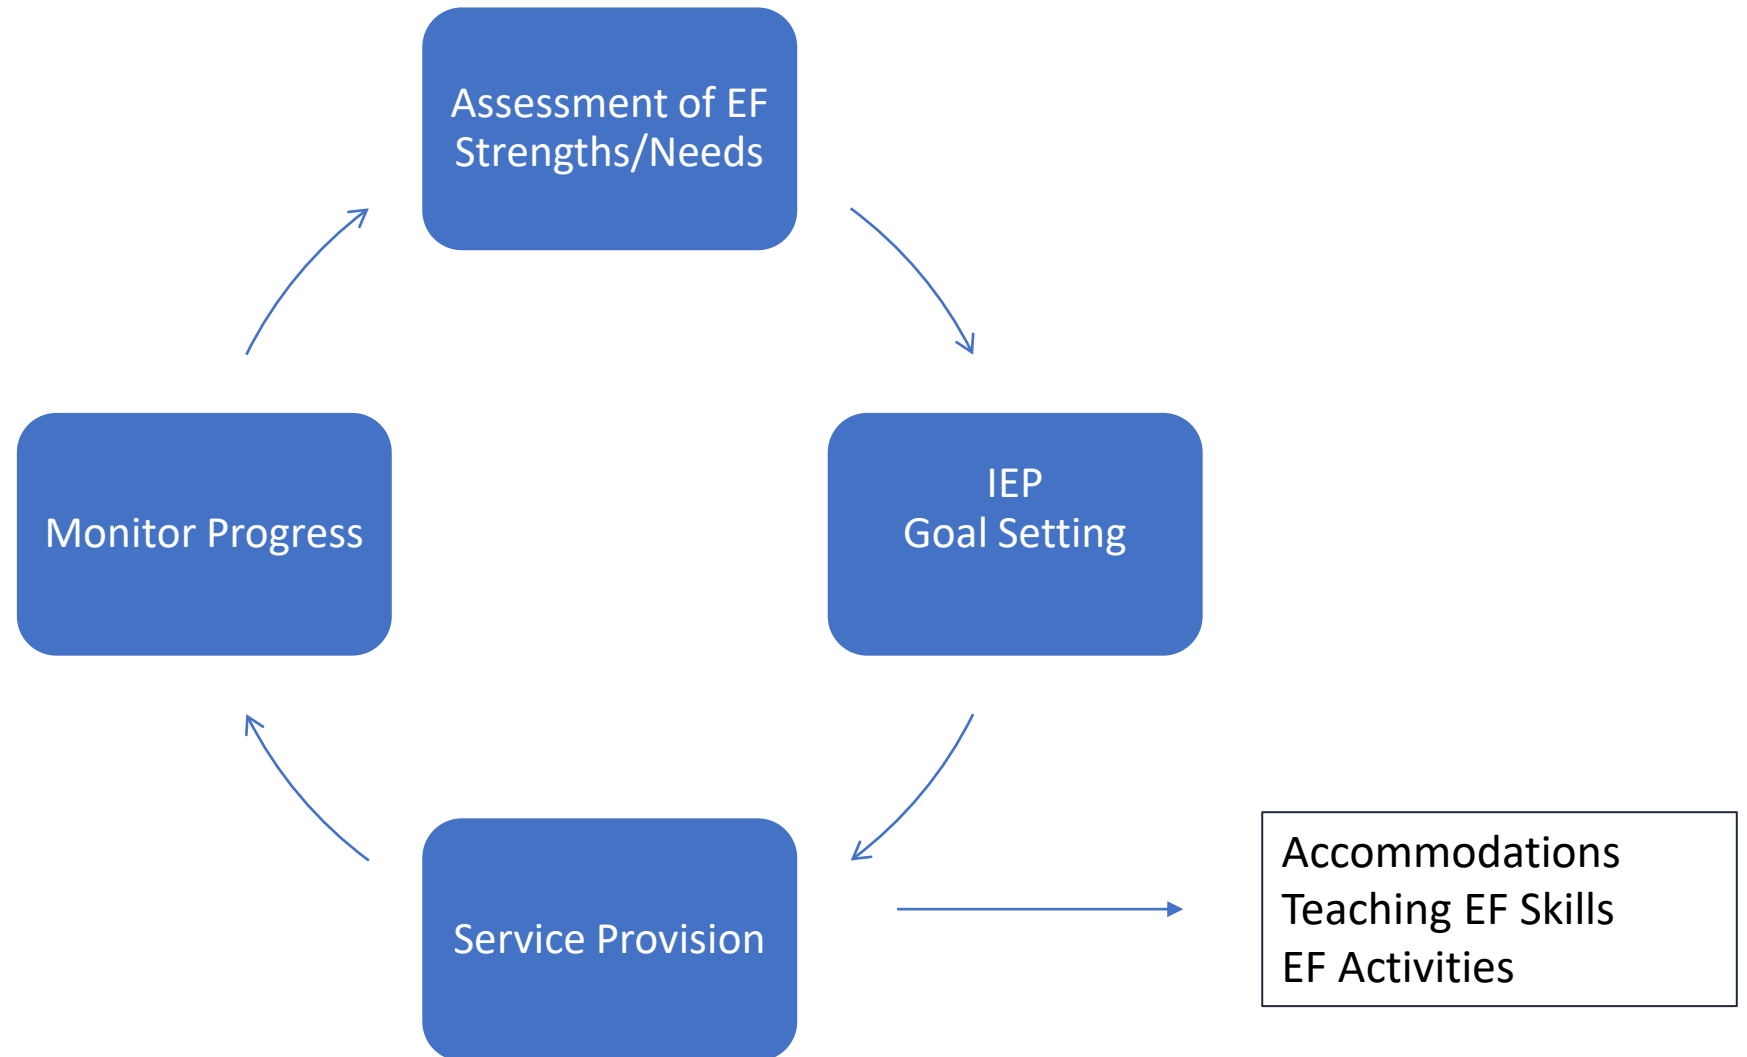 Assessment of EF
Strengths/Needs
IEP
Goal Setting
Monitor Progress
Service Provision
Accommodations
Teaching EF Skills
EF Activities